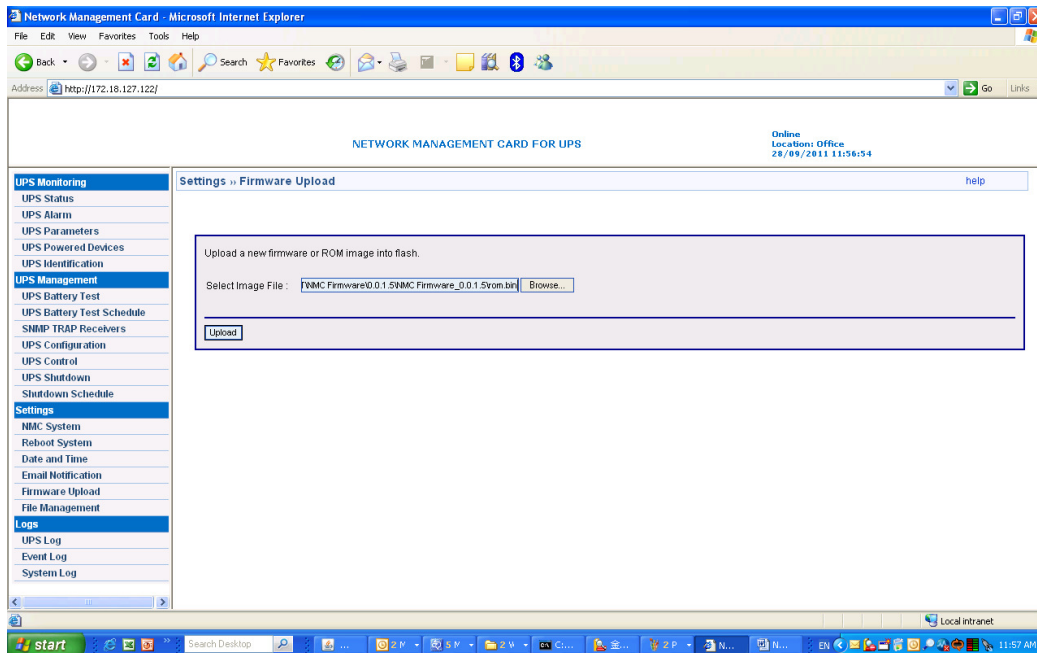 Network Management Card - Microsoft Internet Explorer
File Edit View Favorites Tools Help
Back Search Favorites
Address http://172.18.127.122/ Go Links
NETWORK MANAGEMENT CARD FOR UPS
Online
Location: Office
28/09/2011 11:56:54
UPS Monitoring
UPS Status
UPS Alarm
UPS Parameters
UPS Powered Devices
UPS Identification
UPS Management
UPS Battery Test
UPS Battery Test Schedule
SNMP TRAP Receivers
UPS Configuration
UPS Control
UPS Shutdown
Shutdown Schedule
Settings
NMC System
Reboot System
Date and Time
Email Notification
Firmware Upload
File Management
Logs
UPS Log
Event Log
System Log
Settings » Firmware Upload help
Upload a new firmware or ROM image into flash.
Select Image File : T\NMC Firmware\0.0.1.5\NMC Firmware_0.0.1.5\rom.bin Browse...
Upload
Local intranet
start Search Desktop ... 2 5 2 C:... 2 P N... N... EN 11:57 AM